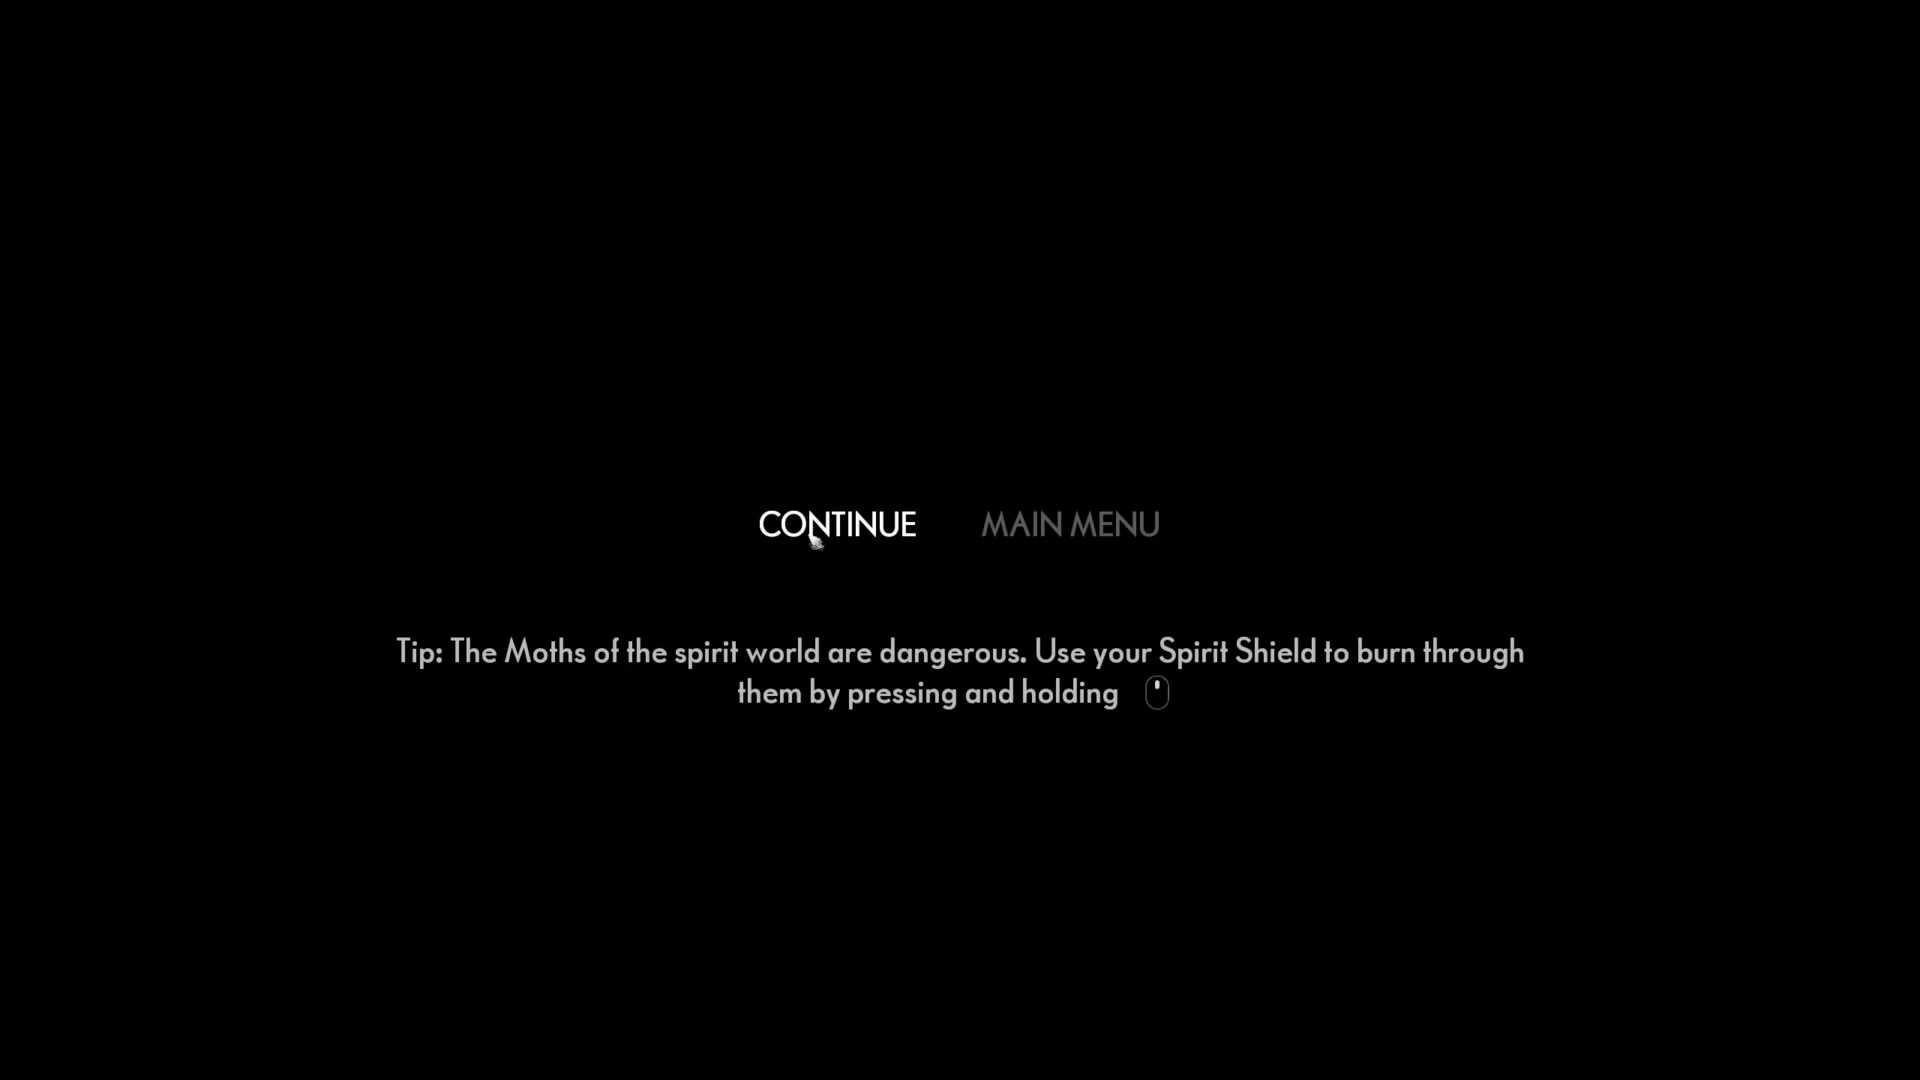 CONTINUE MAIN MENU
Tip: The Moths of the spirit world are dangerous. Use your Spirit Shield to burn through
them by pressing and holding